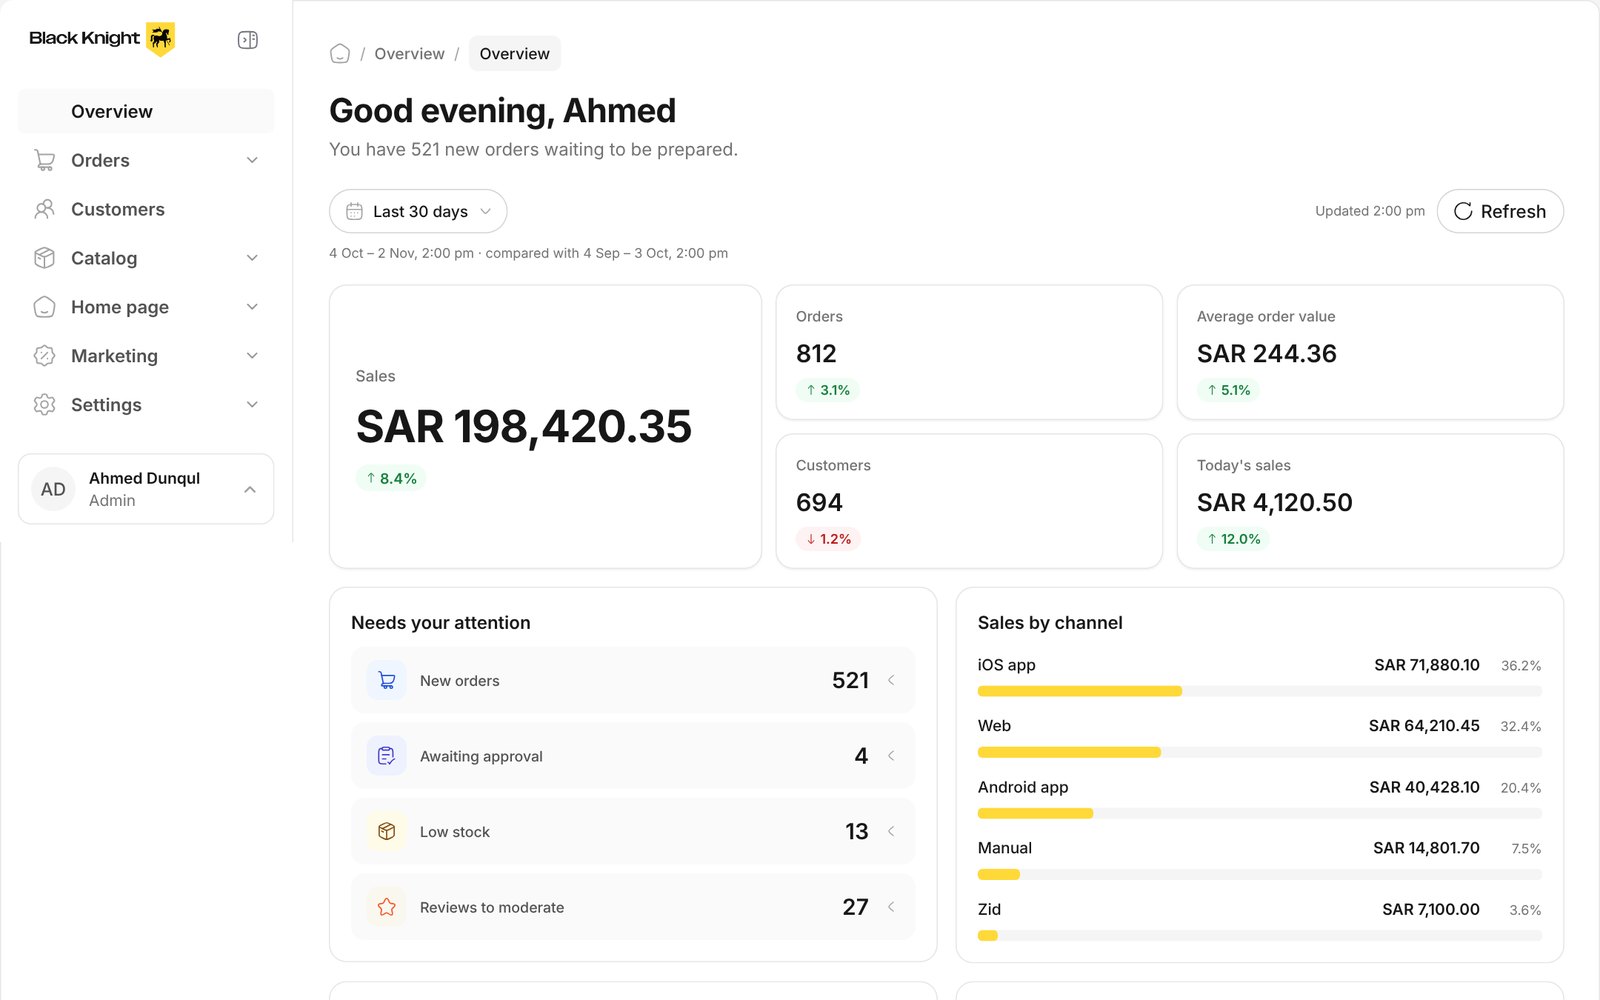 Black Knight
Overview
Orders
Customers
Catalog
Home page
Marketing
Settings
AD
Ahmed Dunqul
Admin
/ Overview / Overview
Good evening, Ahmed
You have 521 new orders waiting to be prepared.
Last 30 days
Updated 2:00 pm
Refresh
4 Oct – 2 Nov, 2:00 pm · compared with 4 Sep – 3 Oct, 2:00 pm
Sales
SAR 198,420.35
↑ 8.4%
Orders
812
↑ 3.1%
Average order value
SAR 244.36
↑ 5.1%
Customers
694
↓ 1.2%
Today's sales
SAR 4,120.50
↑ 12.0%
Needs your attention
New orders 521
Awaiting approval 4
Low stock 13
Reviews to moderate 27
Sales by channel
iOS app SAR 71,880.10 36.2%
Web SAR 64,210.45 32.4%
Android app SAR 40,428.10 20.4%
Manual SAR 14,801.70 7.5%
Zid SAR 7,100.00 3.6%